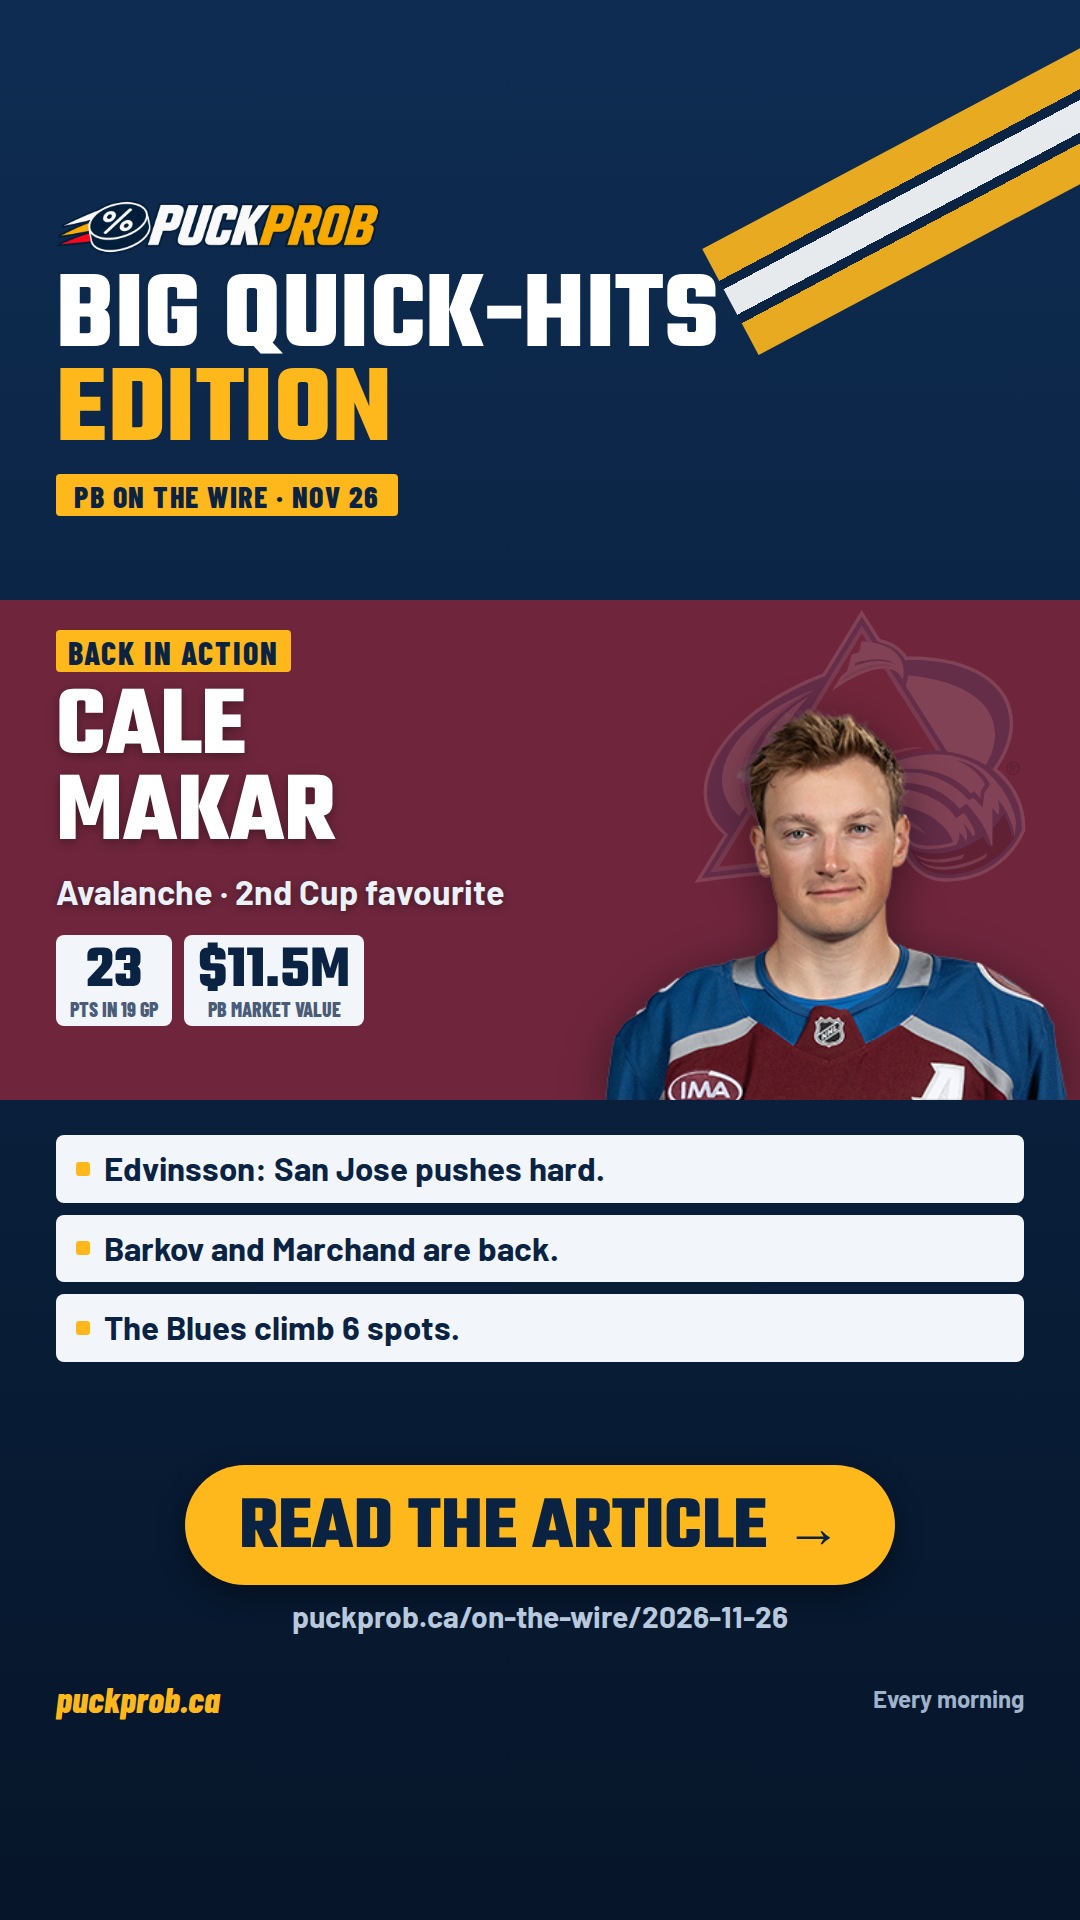 % PUCKPROB
BIG QUICK-HITS
EDITION
PB ON THE WIRE · NOV 26
BACK IN ACTION
CALE
MAKAR
Avalanche · 2nd Cup favourite
23
PTS IN 19 GP
$11.5M
PB MARKET VALUE
®
NHL
IMA
A
Edvinsson: San Jose pushes hard.
Barkov and Marchand are back.
The Blues climb 6 spots.
READ THE ARTICLE →
puckprob.ca/on-the-wire/2026-11-26
puckprob.ca
Every morning